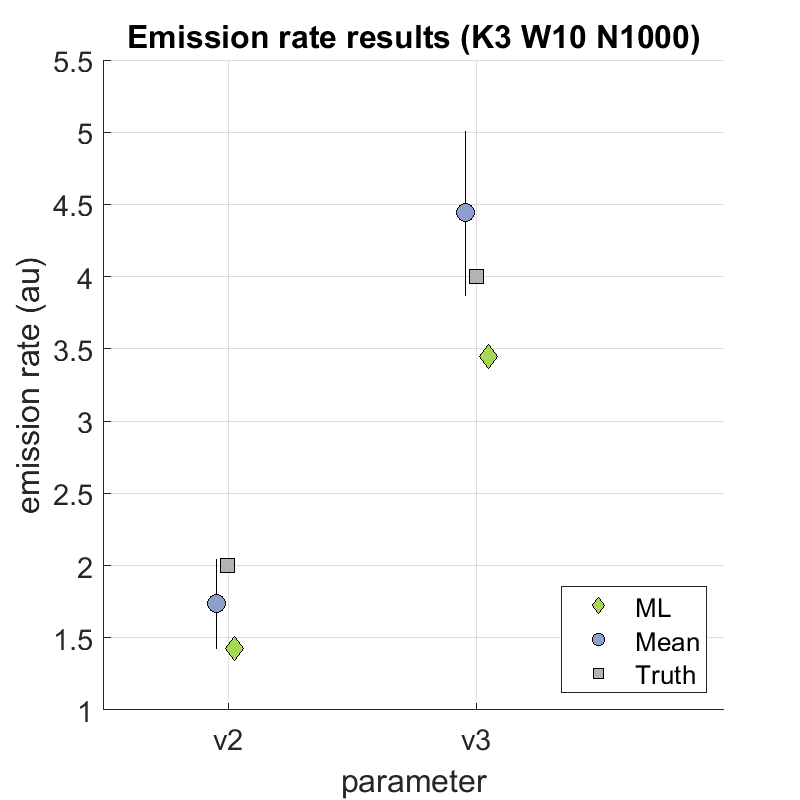 Emission rate results (K3 W10 N1000)
5.5
5
4.5
4
3.5
3
2.5
2
1.5
1
emission rate (au)
v2
v3
parameter
ML
Mean
Truth